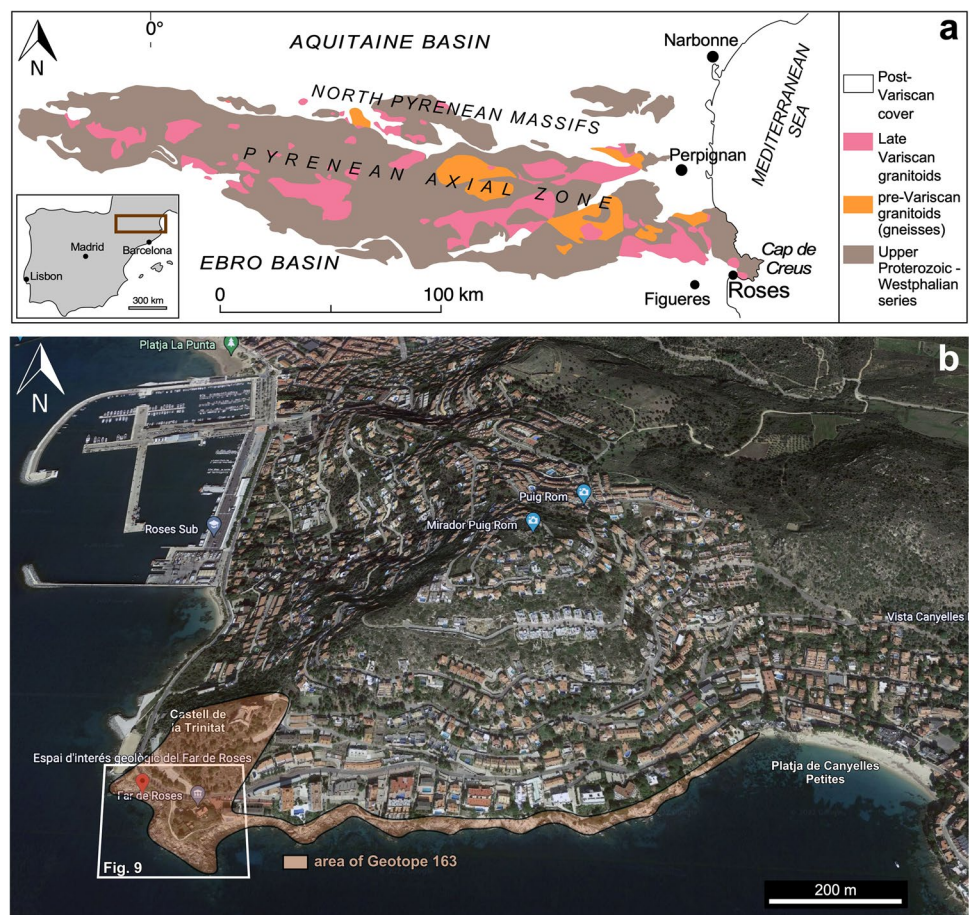 a
0°
N
AQUITAINE BASIN
Narbonne
NORTH PYRENEAN MASSIFS
MEDITERRANEAN
SEA
PYRENEAN AXIAL ZONE
Perpignan
EBRO BASIN
Cap de
Creus
Roses
Figueres
0
100 km
Madrid
Barcelona
Lisbon
300 km
Post-
Variscan
cover
Late
Variscan
granitoids
pre-Variscan
granitoids
(gneisses)
Upper
Proterozoic -
Westphalian
series
b
N
Platja La Punta
Puig Rom
Mirador Puig Rom
Roses Sub
Vista Canyelles
Castell de
la Trinitat
Espai d'interés geològic del Far de Roses
Far de Roses
Platja de Canyelles
Petites
Fig. 9
area of Geotope 163
200 m